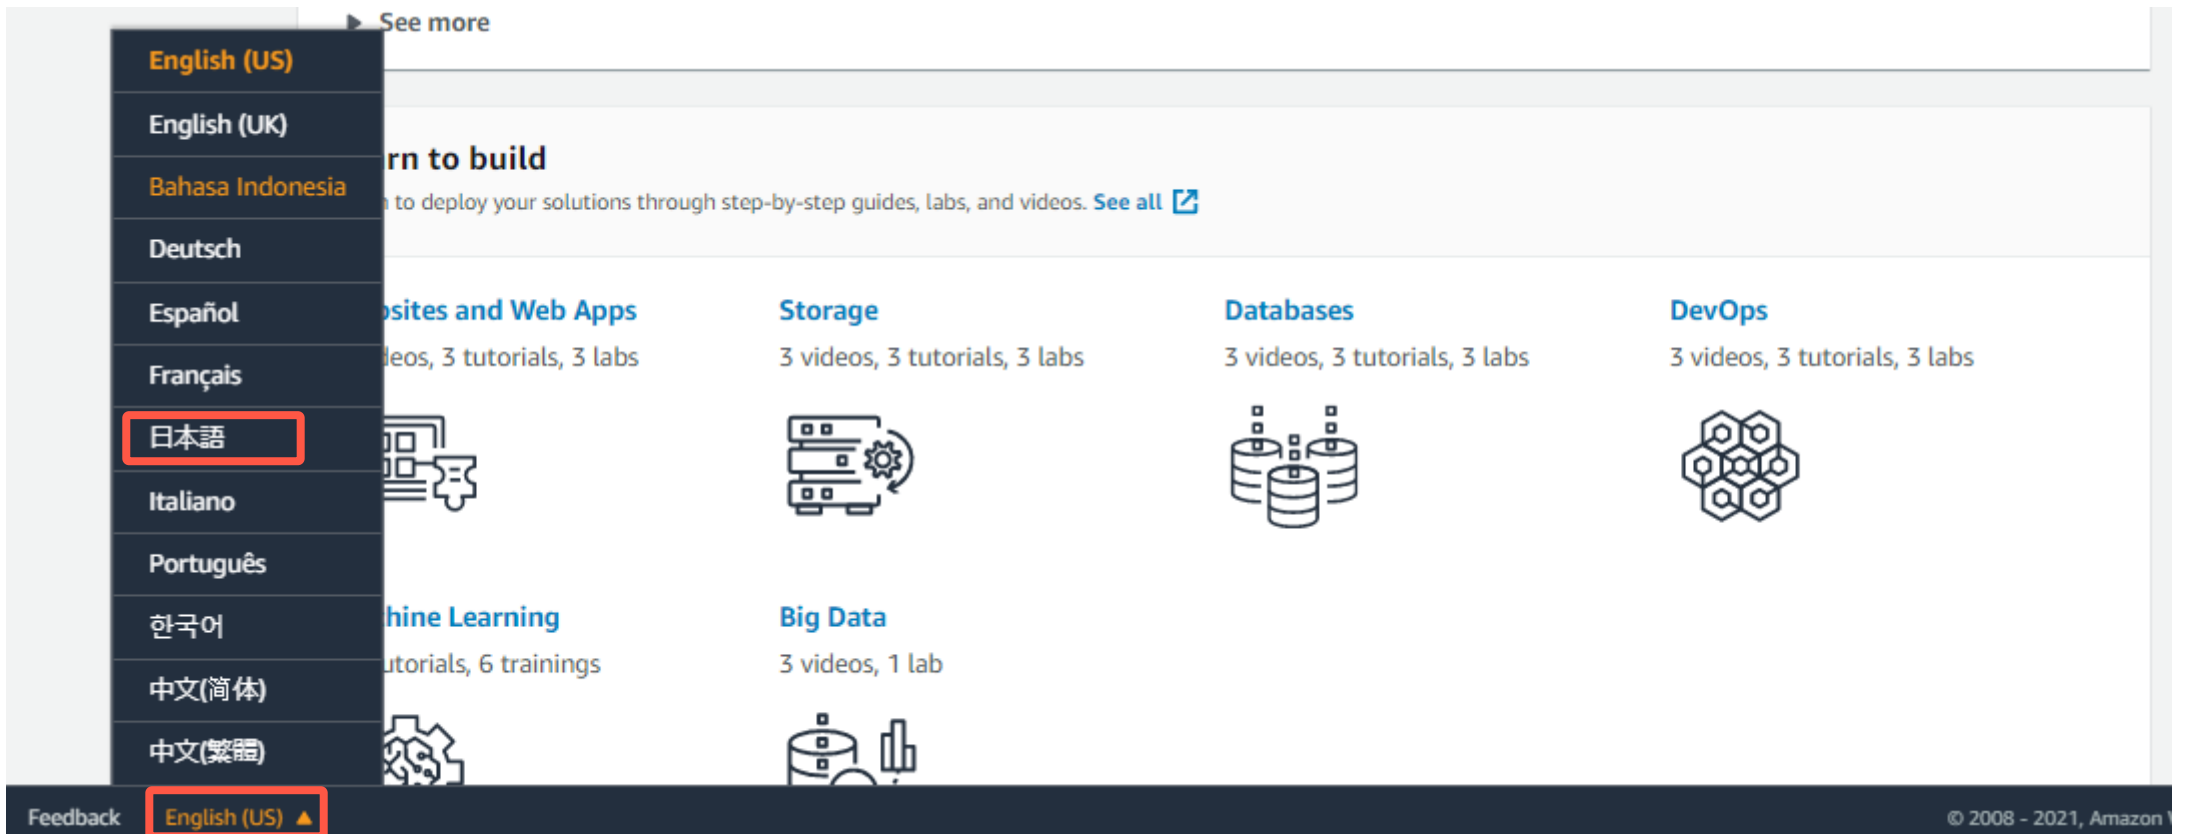 See more
English (US)
English (UK)
Bahasa Indonesia
Deutsch
Español
Français
日本語
Italiano
Português
한국어
中文(简体)
中文(繁體)
rn to build
to deploy your solutions through step-by-step guides, labs, and videos. See all
sites and Web Apps
eos, 3 tutorials, 3 labs
Storage
3 videos, 3 tutorials, 3 labs
Databases
3 videos, 3 tutorials, 3 labs
DevOps
3 videos, 3 tutorials, 3 labs
hine Learning
utorials, 6 trainings
Big Data
3 videos, 1 lab
Feedback
English (US)
© 2008 - 2021, Amazon